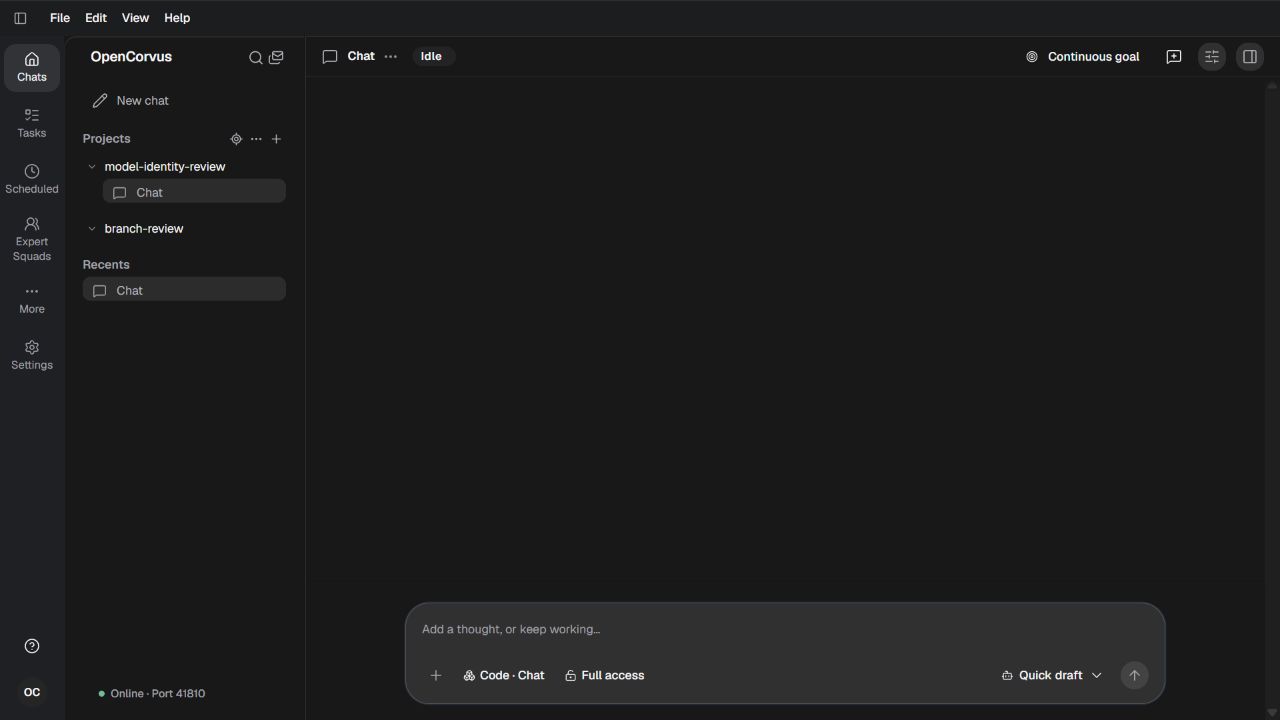 File Edit View Help
OpenCorvus
Chat
Idle
Continuous goal
Chats
Tasks
Scheduled
Expert
Squads
More
Settings
OC
New chat
Projects
model-identity-review
Chat
branch-review
Recents
Chat
Online · Port 41810
Add a thought, or keep working...
Code · Chat
Full access
Quick draft